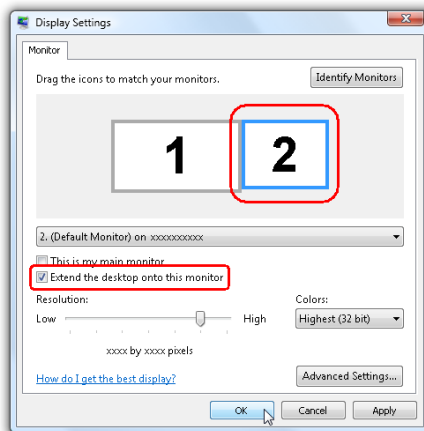 Display Settings
Monitor
Drag the icons to match your monitors.
Identify Monitors
1
2
2. (Default Monitor) on xxxxxxxxxx
This is my main monitor
Extend the desktop onto this monitor
Resolution:
Colors:
Low
High
Highest (32 bit)
xxxx by xxxx pixels
How do I get the best display?
Advanced Settings...
OK
Cancel
Apply